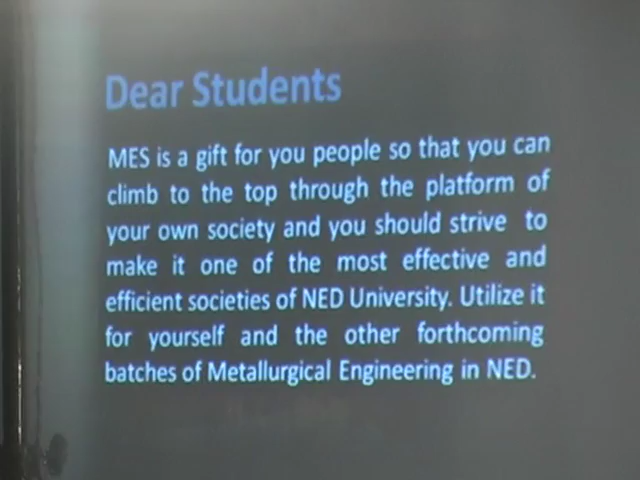 Dear Students
MES is a gift for you people so that you can
climb to the top through the platform of
your own society and you should strive to
make it one of the most effective and
efficient societies of NED University. Utilize it
for yourself and the other forthcoming
batches of Metallurgical Engineering in NED.